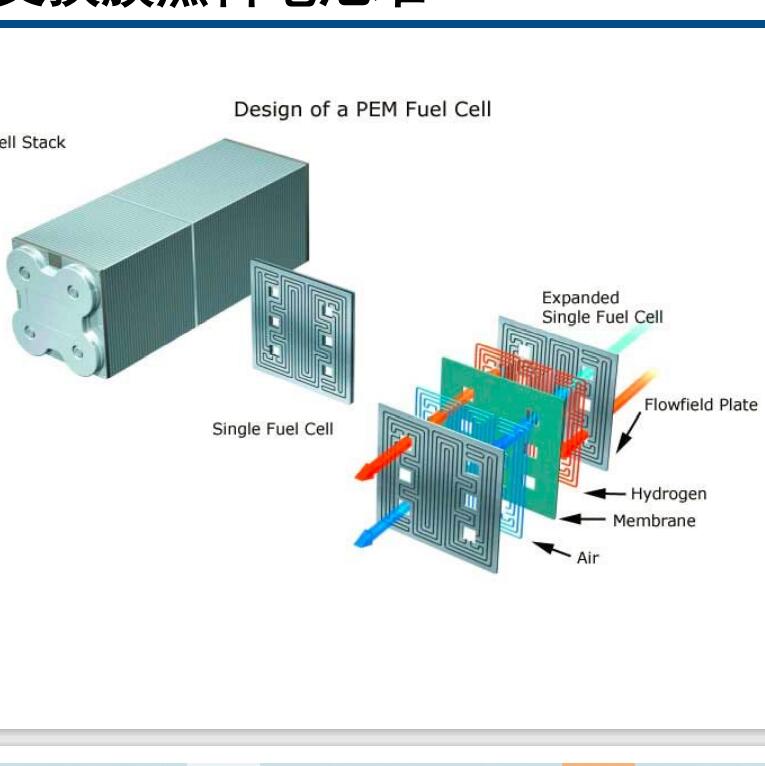 Design of a PEM Fuel Cell
ell Stack
Expanded
Single Fuel Cell
Flowfield Plate
Single Fuel Cell
Hydrogen
Membrane
Air